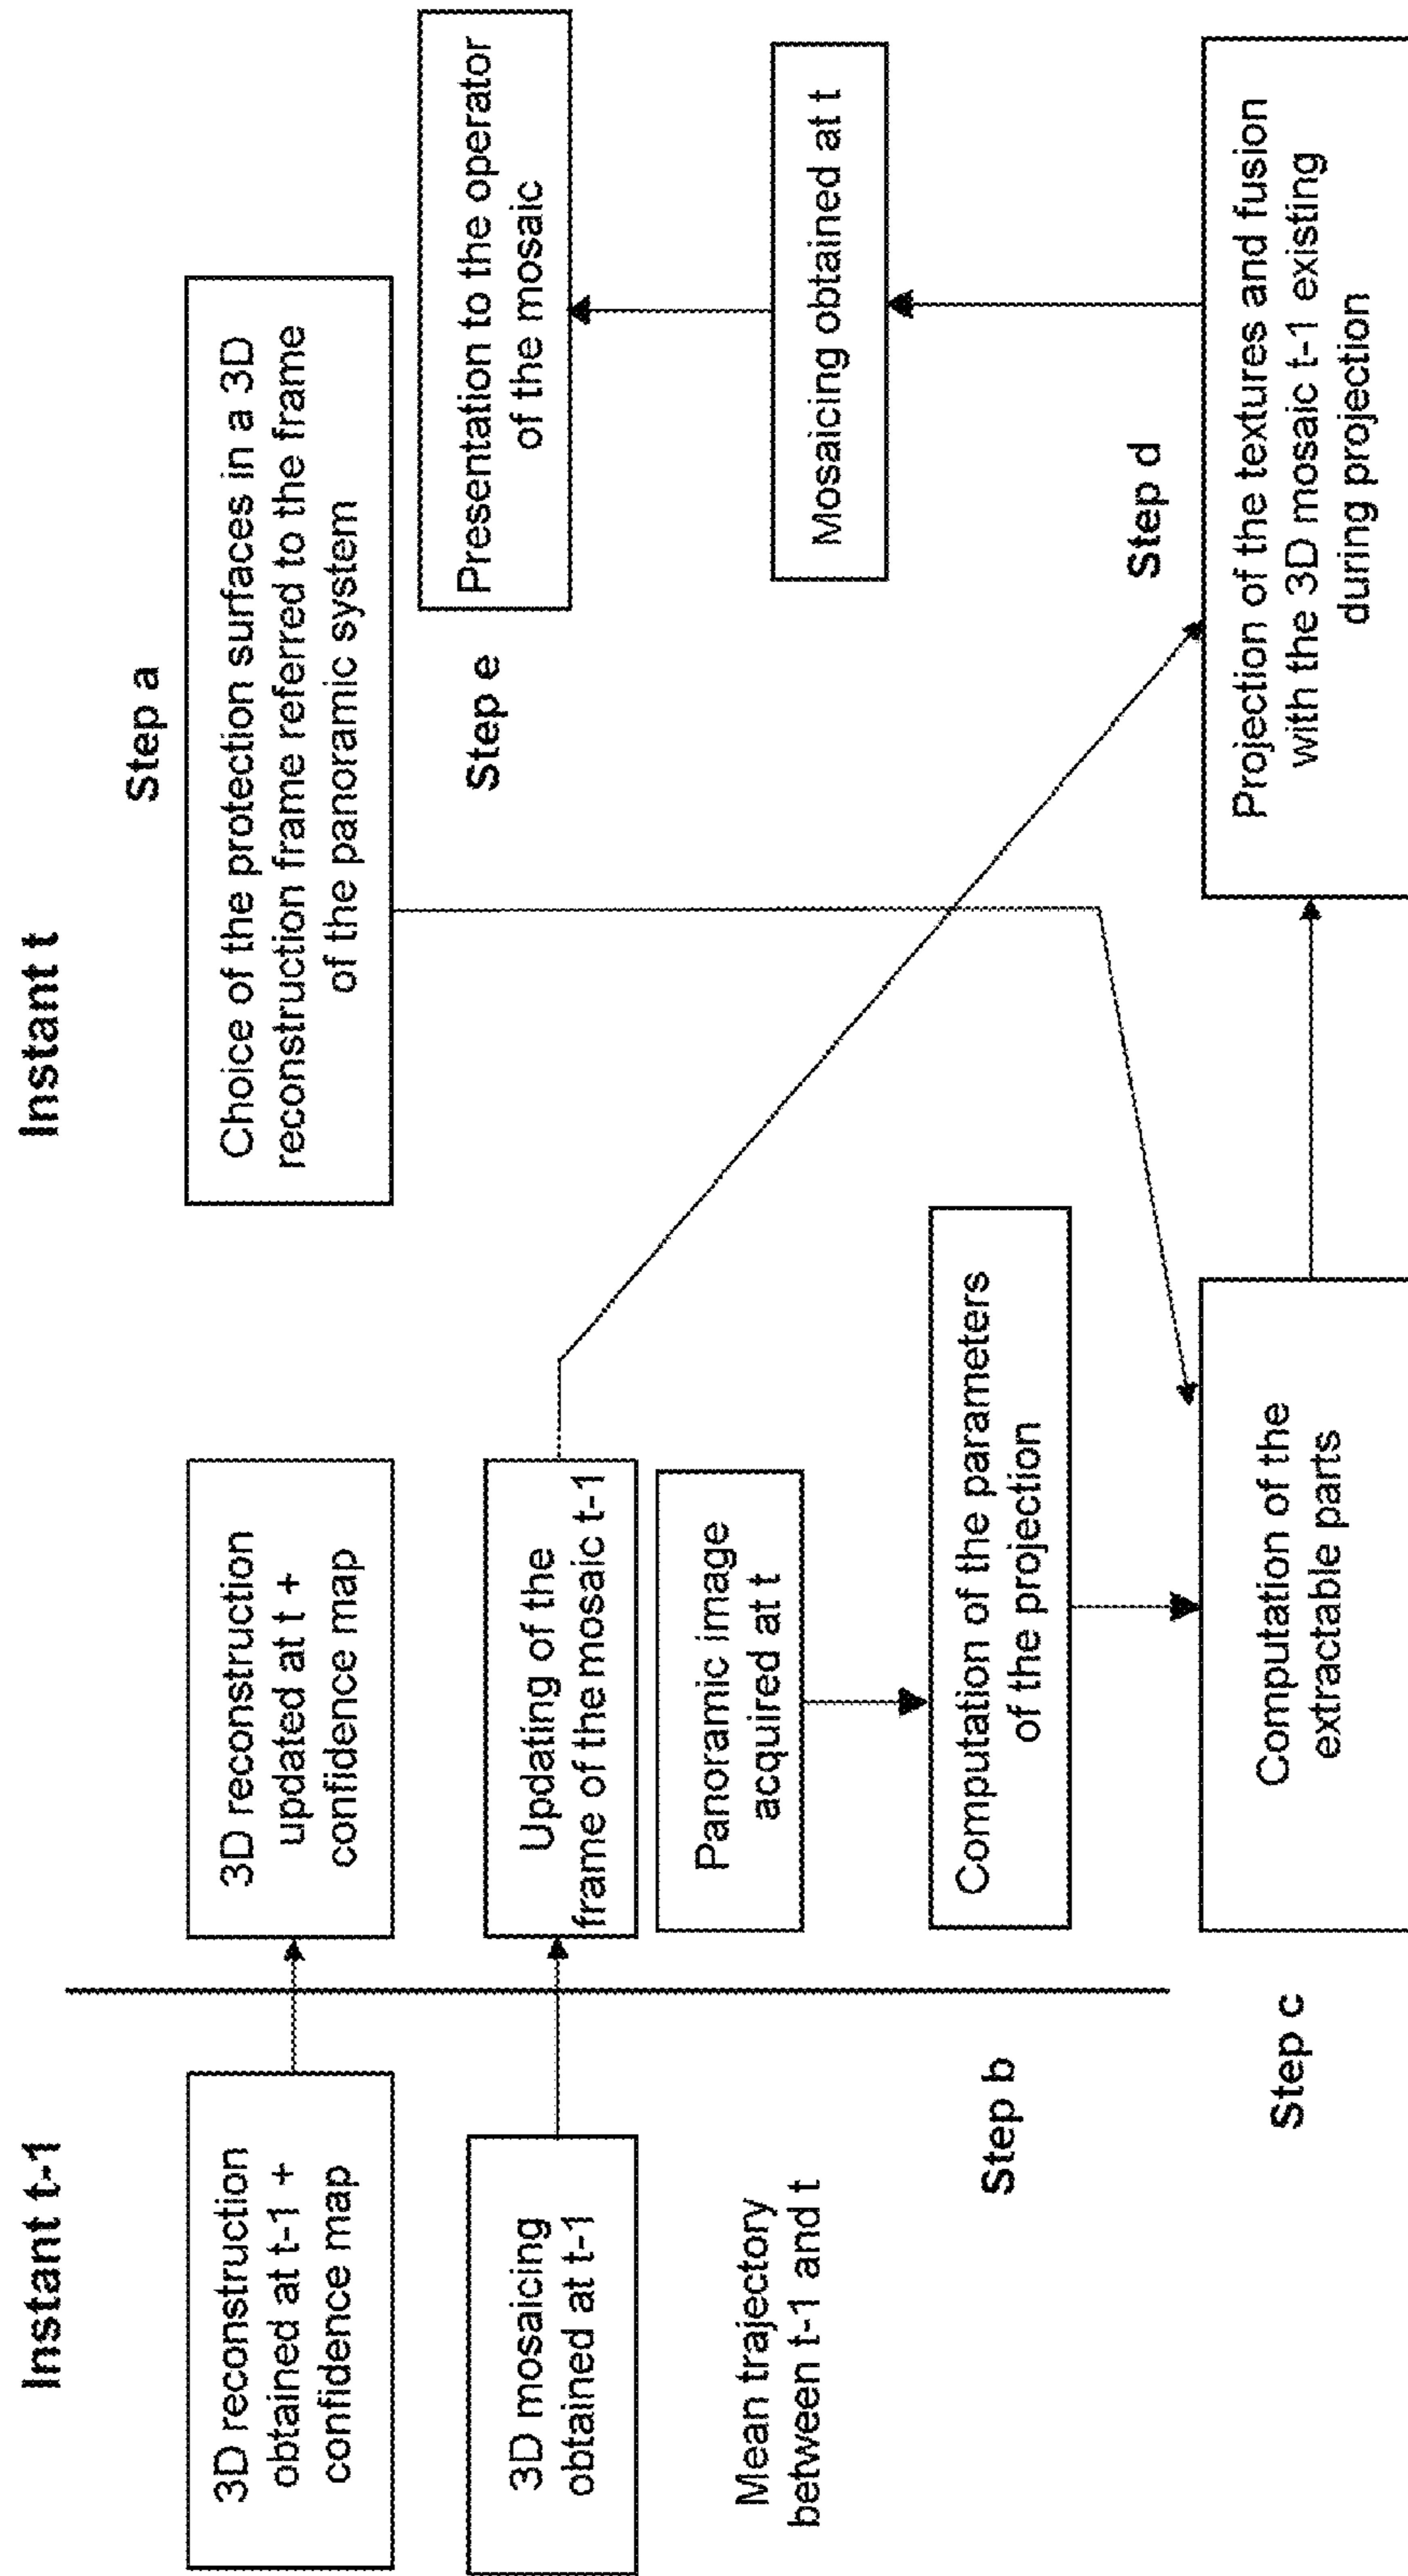 Instant t-1
Instant t
Step a
3D reconstruction
obtained at t-1 +
confidence map
3D reconstruction
updated at t +
confidence map
Choice of the protection surfaces in a 3D
reconstruction frame referred to the frame
of the panoramic system
3D mosaicing
obtained at t-1
Updating of the
frame of the mosaic t-1
Step e
Presentation to the operator
of the mosaic
Mean trajectory
between t-1 and t
Panoramic image
acquired at t
Mosaicing obtained at t
Step b
Computation of the parameters
of the projection
Step d
Step c
Computation of the
extractable parts
Projection of the textures and fusion
with the 3D mosaic t-1 existing
during projection